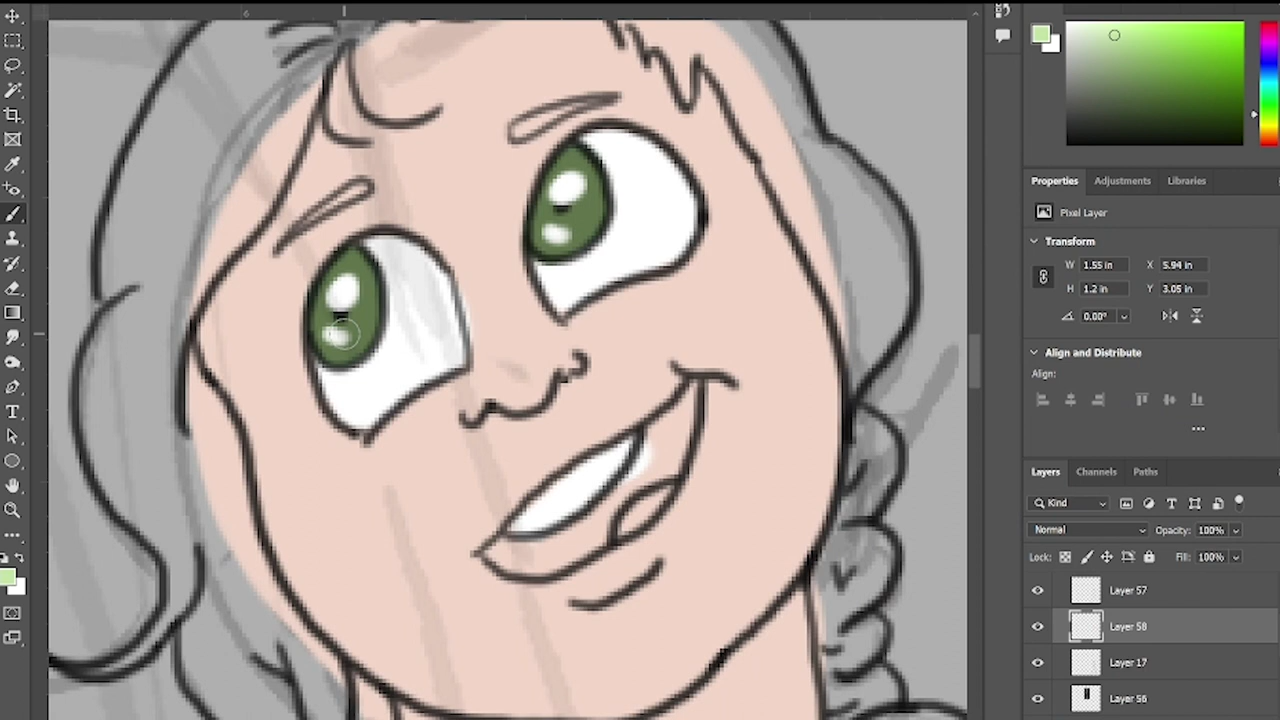 6
Properties Adjustments Libraries
Pixel Layer
Transform
W 1.55 in X 5.94 in
H 1.2 in Y 3.05 in
0.00°
Align and Distribute
Align:
Layers Channels Paths
Kind
Normal Opacity: 100%
Lock: Fill: 100%
Layer 57
Layer 58
Layer 17
Layer 56